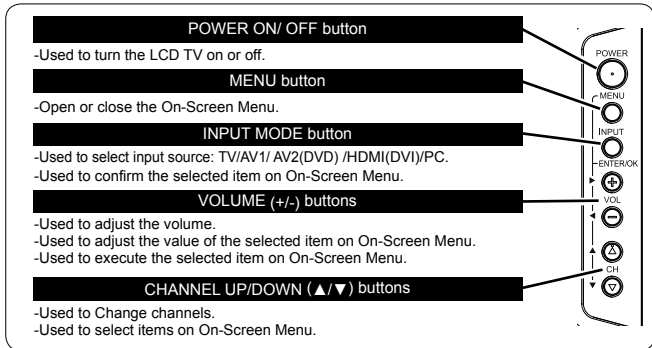 POWER ON/ OFF button
-Used to turn the LCD TV on or off.
MENU button
-Open or close the On-Screen Menu.
INPUT MODE button
-Used to select input source: TV/AV1/ AV2(DVD) /HDMI(DVI)/PC.
-Used to confirm the selected item on On-Screen Menu.
VOLUME (+/-) buttons
-Used to adjust the volume.
-Used to adjust the value of the selected item on On-Screen Menu.
-Used to execute the selected item on On-Screen Menu.
CHANNEL UP/DOWN (▲/▼) buttons
-Used to Change channels.
-Used to select items on On-Screen Menu.
POWER
MENU
INPUT
ENTER/OK
VOL
CH